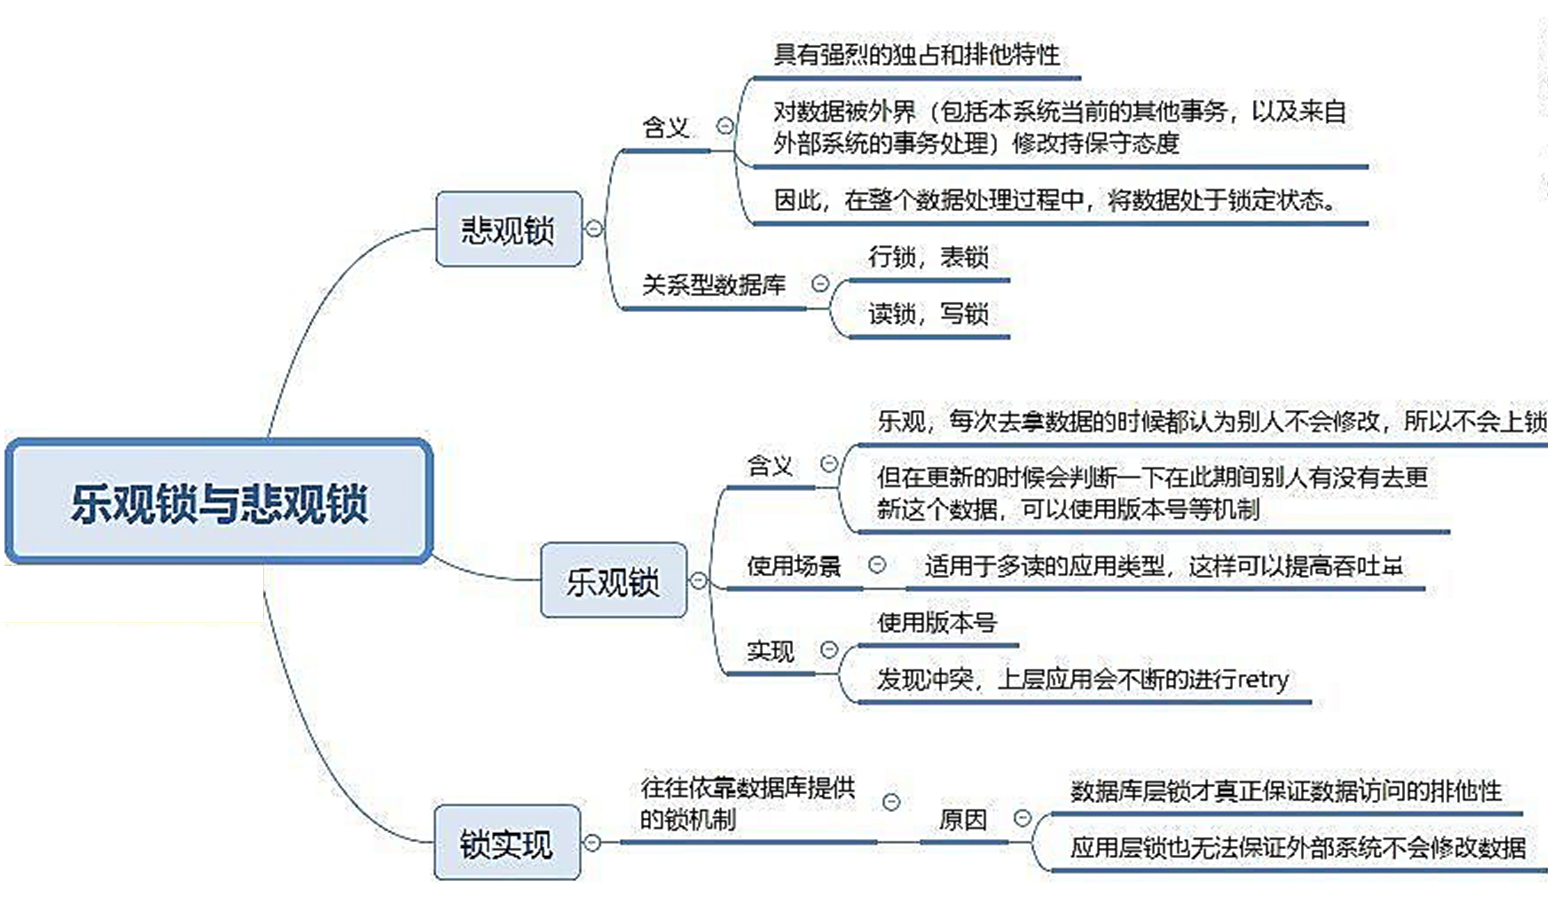 具有强烈的独占和排他特性
含义
对数据被外界（包括本系统当前的其他事务，以及来自
外部系统的事务处理）修改持保守态度
因此，在整个数据处理过程中，将数据处于锁定状态。
悲观锁
关系型数据库
行锁，表锁
读锁，写锁
乐观锁与悲观锁
乐观，每次去拿数据的时候都认为别人不会修改，所以不会上锁
含义
但在更新的时候会判断一下在此期间别人有没有去更
新这个数据，可以使用版本号等机制
乐观锁
使用场景
适用于多读的应用类型，这样可以提高吞吐量
实现
使用版本号
发现冲突，上层应用会不断的进行retry
锁实现
往往依靠数据库提供
的锁机制
原因
数据库层锁才真正保证数据访问的排他性
应用层锁也无法保证外部系统不会修改数据